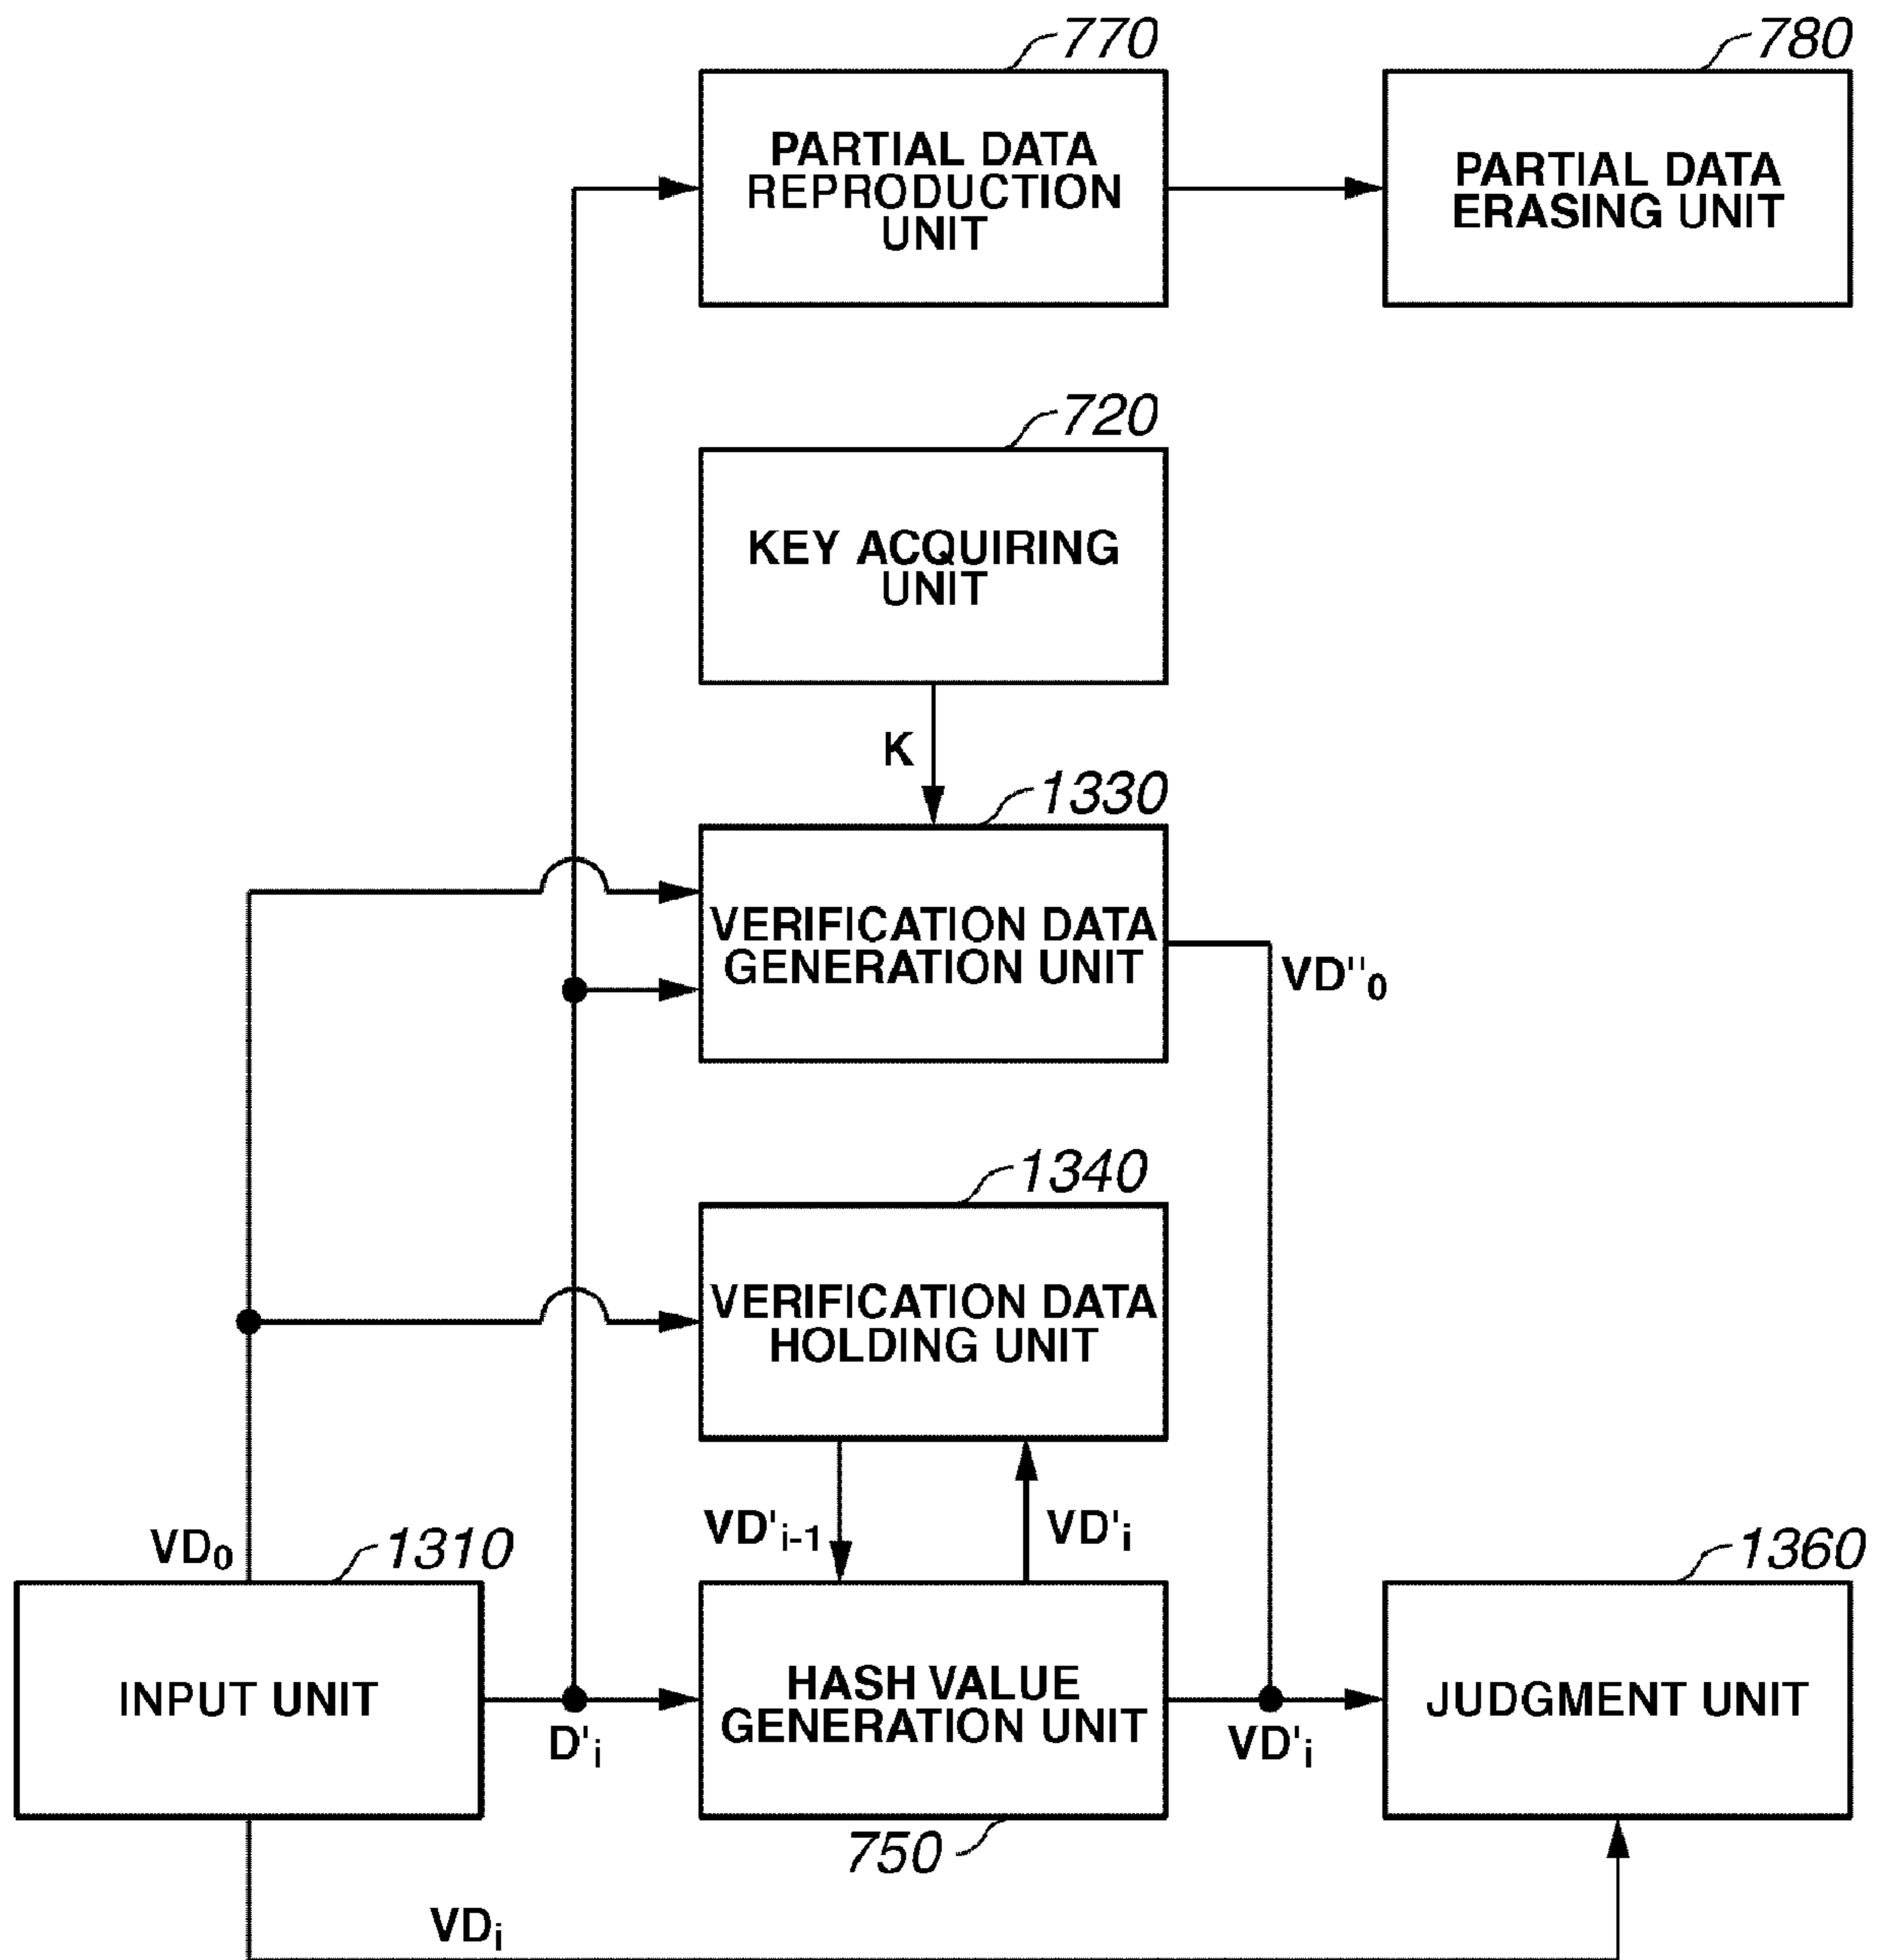 770
780
PARTIAL DATA
REPRODUCTION
UNIT
PARTIAL DATA
ERASING UNIT
720
KEY ACQUIRING
UNIT
K
1330
VERIFICATION DATA
GENERATION UNIT
VD"₀
1340
VERIFICATION DATA
HOLDING UNIT
VD₀
1310
VD'ᵢ₋₁
VD'ᵢ
1360
INPUT UNIT
D'ᵢ
HASH VALUE
GENERATION UNIT
VD'ᵢ
JUDGMENT UNIT
750
VDᵢ